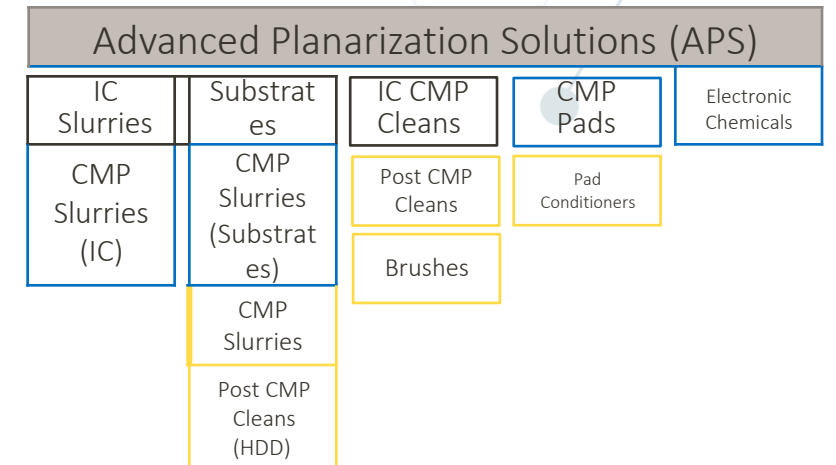 Advanced Planarization Solutions (APS)
IC
Slurries
Substrat
es
IC CMP
Cleans
CMP
Pads
Electronic
Chemicals
CMP
Slurries
(IC)
CMP
Slurries
(Substrat
es)
Post CMP
Cleans
Pad
Conditioners
Brushes
CMP
Slurries
Post CMP
Cleans
(HDD)